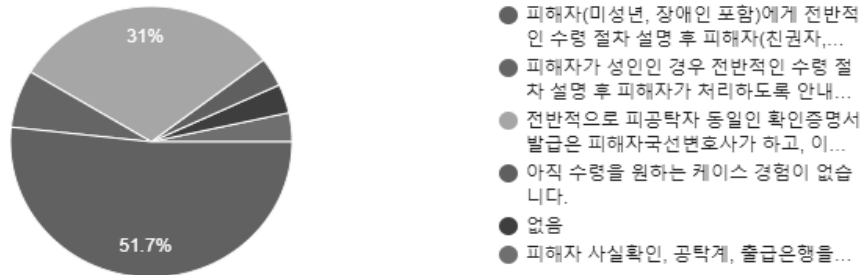 31%
51.7%
피해자(미성년, 장애인 포함)에게 전반적
인 수령 절차 설명 후 피해자(친권자,...
피해자가 성인인 경우 전반적인 수령 절
차 설명 후 피해자가 처리하도록 안내...
전반적으로 피공탁자 동일인 확인증명서
발급은 피해자국선변호사가 하고, 이...
아직 수령을 원하는 케이스 경험이 없습
니다.
없음
피해자 사실확인, 공탁계, 출급은행을...